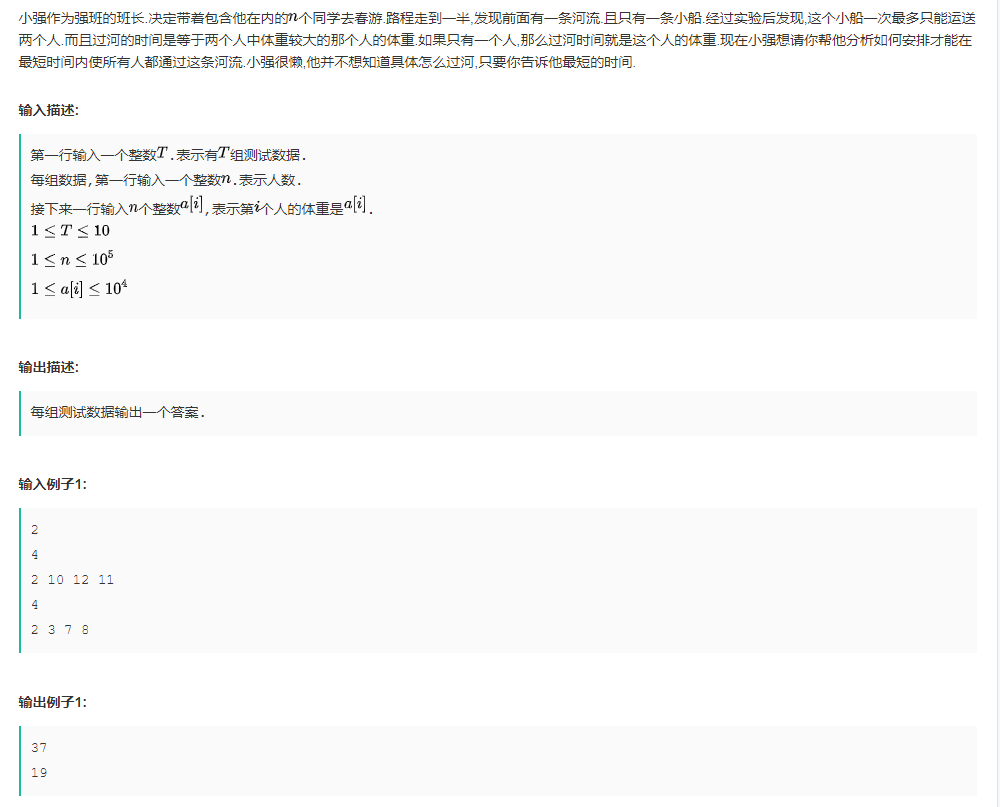 小强作为强班的班长.决定带着包含他在内的n个同学去春游.路程走到一半,发现前面有一条河流.且只有一条小船.经过实验后发现,这个小船一次最多只能运送
两个人.而且过河的时间是等于两个人中体重较大的那个人的体重.如果只有一个人,那么过河时间就是这个人的体重.现在小强想请你帮他分析如何安排才能在
最短时间内使所有人都通过这条河流.小强很懒,他并不想知道具体怎么过河,只要你告诉他最短的时间.
输入描述:
第一行输入一个整数T.表示有T组测试数据.
每组数据,第一行输入一个整数n.表示人数.
接下来一行输入n个整数a[i],表示第i个人的体重是a[i].
1 ≤ T ≤ 10
1 ≤ n ≤ 10⁵
1 ≤ a[i] ≤ 10⁴
输出描述:
每组测试数据输出一个答案.
输入例子1:
2
4
2 10 12 11
4
2 3 7 8
输出例子1:
37
19